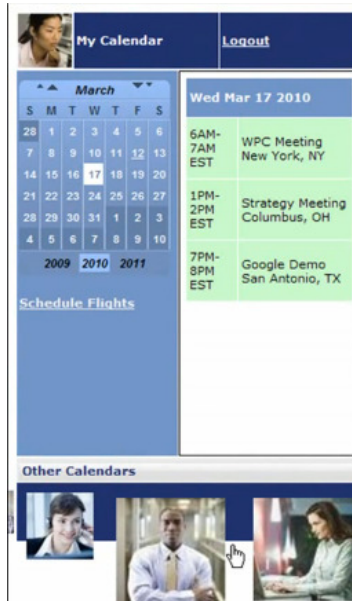 My Calendar
Logout
March
S M T W T F S
28 1 2 3 4 5 6
7 8 9 10 11 12 13
14 15 16 17 18 19 20
21 22 23 24 25 26 27
28 29 30 31 1 2 3
4 5 6 7 8 9 10
2009 2010 2011
Schedule Flights
Wed Mar 17 2010
6AM-
7AM
EST
WPC Meeting
New York, NY
1PM-
2PM
EST
Strategy Meeting
Columbus, OH
7PM-
8PM
EST
Google Demo
San Antonio, TX
Other Calendars